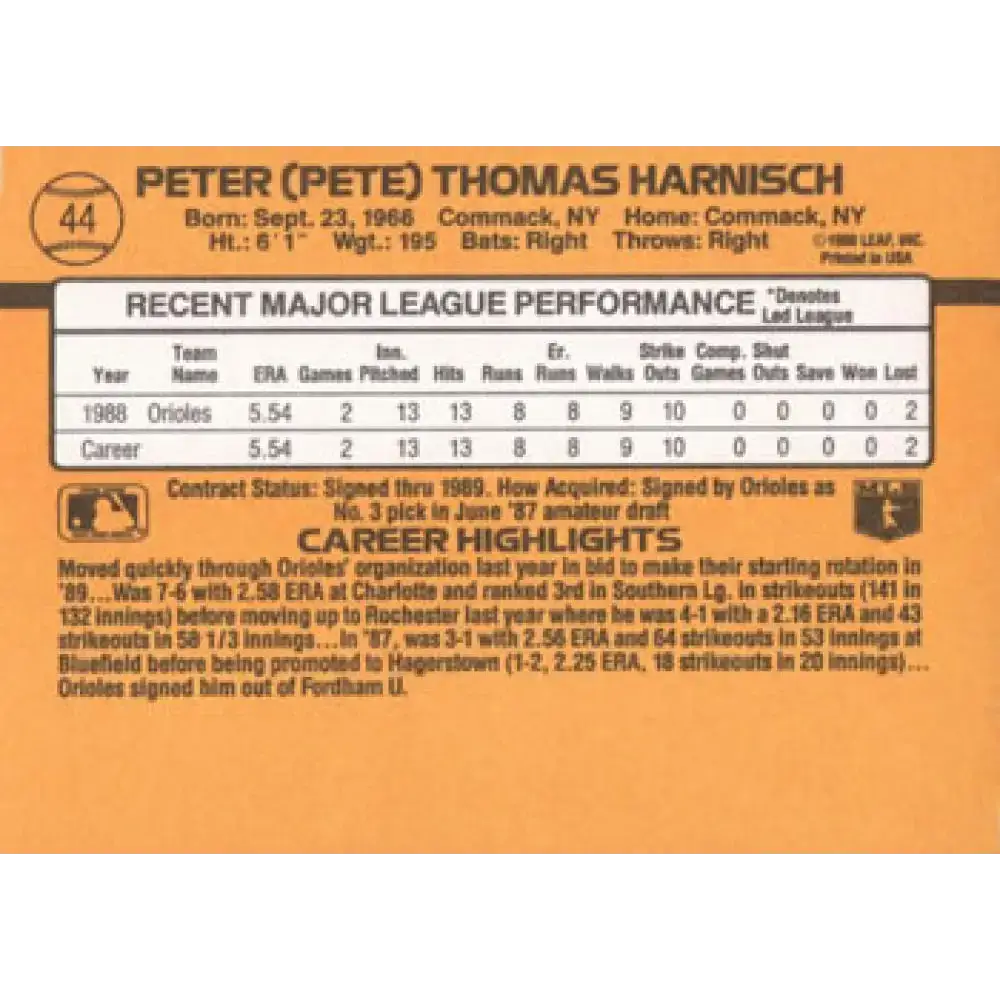 44
PETER (PETE) THOMAS HARNISCH
Born: Sept. 23, 1966 Commack, NY Home: Commack, NY
Ht.: 6'1" Wgt.: 195 Bats: Right Throws: Right
© 1988 LEAF, INC.
Printed in USA
RECENT MAJOR LEAGUE PERFORMANCE *Denotes Led League
Year Team Name ERA Games Inn. Pitched Hits Runs Er. Runs Walks Strike Outs Comp. Games Shut Outs Save Won Lost
1988 Orioles 5.54 2 13 13 8 8 9 10 0 0 0 0 2
Career 5.54 2 13 13 8 8 9 10 0 0 0 0 2
Contract Status: Signed thru 1989. How Acquired: Signed by Orioles as
No. 3 pick in June '87 amateur draft
CAREER HIGHLIGHTS
Moved quickly through Orioles' organization last year in bid to make their starting rotation in
'89...Was 7-6 with 2.58 ERA at Charlotte and ranked 3rd in Southern Lg. in strikeouts (141 in
132 innings) before moving up to Rochester last year where he was 4-1 with a 2.16 ERA and 43
strikeouts in 58 1/3 innings...In '87, was 3-1 with 2.56 ERA and 64 strikeouts in 53 innings at
Bluefield before being promoted to Hagerstown (1-2, 2.25 ERA, 18 strikeouts in 20 innings)...
Orioles signed him out of Fordham U.